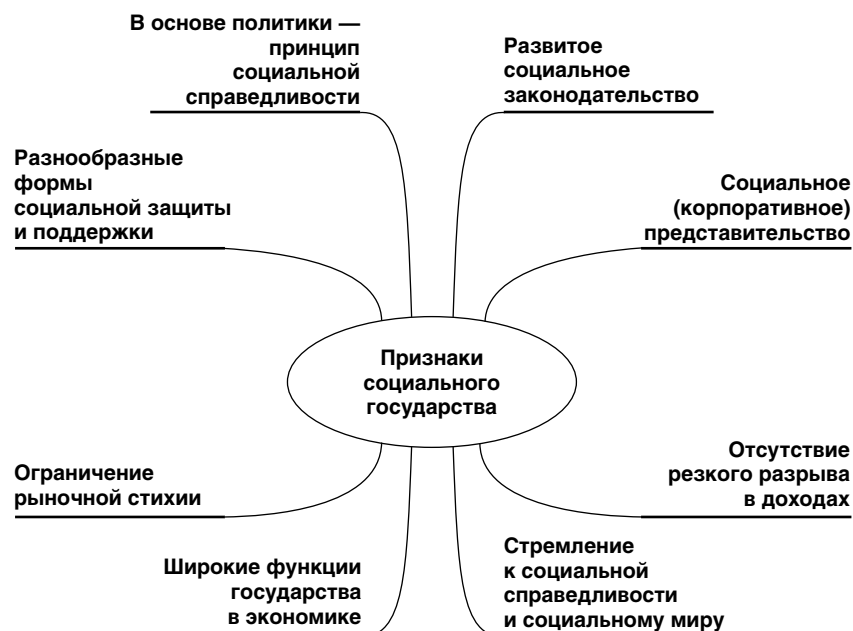 В основе политики —
принцип
социальной
справедливости
Развитое
социальное
законодательство
Разнообразные
формы
социальной защиты
и поддержки
Социальное
(корпоративное)
представительство
Признаки
социального
государства
Ограничение
рыночной стихии
Отсутствие
резкого разрыва
в доходах
Широкие функции
государства
в экономике
Стремление
к социальной
справедливости
и социальному миру